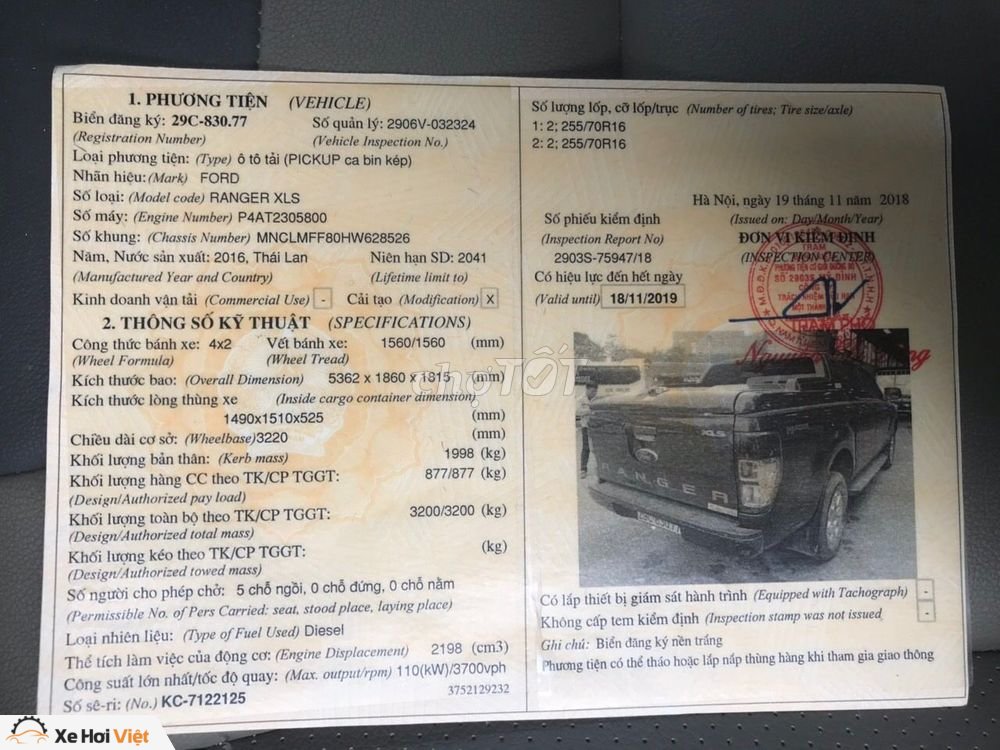 1. PHƯƠNG TIỆN (VEHICLE)
Biển đăng ký: 29C-830.77 Số quản lý: 2906V-032324
(Registration Number) (Vehicle Inspection No.)
Loại phương tiện: (Type) ô tô tải (PICKUP ca bin kép)
Nhãn hiệu: (Mark) FORD
Số loại: (Model code) RANGER XLS
Số máy: (Engine Number) P4AT2305800
Số khung: (Chassis Number) MNCLMFF80HW628526
Năm, Nước sản xuất: 2016, Thái Lan Niên hạn SD: 2041
(Manufactured Year and Country) (Lifetime limit to)
Kinh doanh vận tải (Commercial Use) - Cải tạo (Modification) X
2. THÔNG SỐ KỸ THUẬT (SPECIFICATIONS)
Công thức bánh xe: 4x2 Vết bánh xe: 1560/1560 (mm)
(Wheel Formula) (Wheel Tread)
Kích thước bao: (Overall Dimension) 5362 x 1860 x 1815 (mm)
Kích thước lòng thùng xe (Inside cargo container dimension)
1490x1510x525 (mm)
Chiều dài cơ sở: (Wheelbase) 3220 (mm)
Khối lượng bản thân: (Kerb mass) 1998 (kg)
Khối lượng hàng CC theo TK/CP TGGT: 877/877 (kg)
(Design/Authorized pay load)
Khối lượng toàn bộ theo TK/CP TGGT: 3200/3200 (kg)
(Design/Authorized total mass)
Khối lượng kéo theo TK/CP TGGT: (kg)
(Design/Authorized towed mass)
Số người cho phép chở: 5 chỗ ngồi, 0 chỗ đứng, 0 chỗ nằm
(Permissible No. of Pers Carried: seat, stood place, laying place)
Loại nhiên liệu: (Type of Fuel Used) Diesel
Thể tích làm việc của động cơ: (Engine Displacement) 2198 (cm3)
Công suất lớn nhất/tốc độ quay: (Max. output/rpm) 110(kW)/3700vph
3752129232
Số sê-ri: (No.) KC-7122125
Số lượng lốp, cỡ lốp/trục (Number of tires; Tire size/axle)
1: 2; 255/70R16
2: 2; 255/70R16
Hà Nội, ngày 19 tháng 11 năm 2018
Số phiếu kiểm định (Issued on: Day/Month/Year)
(Inspection Report No) ĐƠN VỊ KIỂM ĐỊNH
2903S-75947/18 (INSPECTION CENTER)
Có hiệu lực đến hết ngày
(Valid until) 18/11/2019
TRẠM PHÓ
chợTỐT
XLS
RANGER
Có lắp thiết bị giám sát hành trình (Equipped with Tachograph) -
Không cấp tem kiểm định (Inspection stamp was not issued -
Ghi chú: Biển đăng ký nền trắng
Phương tiện có thể tháo hoặc lắp nắp thùng hàng khi tham gia giao thông
Xe Hơi Việt